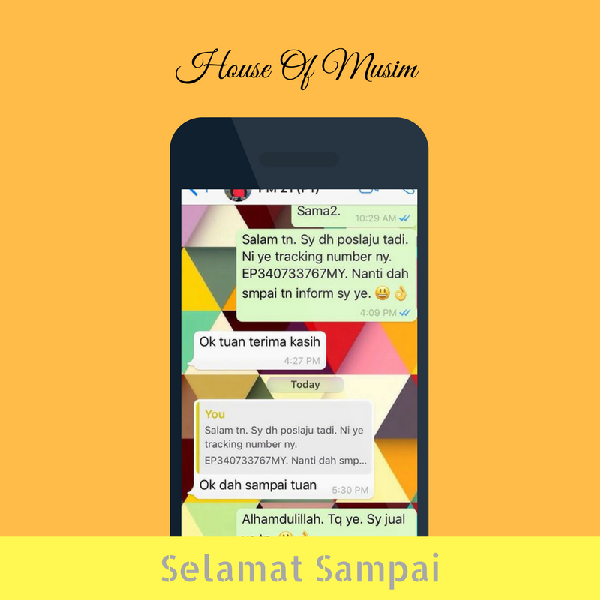 House Of Musim
Sama2.
10:29 AM
Salam tn. Sy dh poslaju tadi.
Ni ye tracking number ny.
EP340733767MY. Nanti dah
smpai tn inform sy ye. 😃👌
4:09 PM
Ok tuan terima kasih
4:27 PM
Today
You
Salam tn. Sy dh poslaju tadi. Ni ye
tracking number ny.
EP340733767MY. Nanti dah smp...
Ok dah sampai tuan
5:30 PM
Alhamdulillah. Tq ye. Sy jual
Selamat Sampai